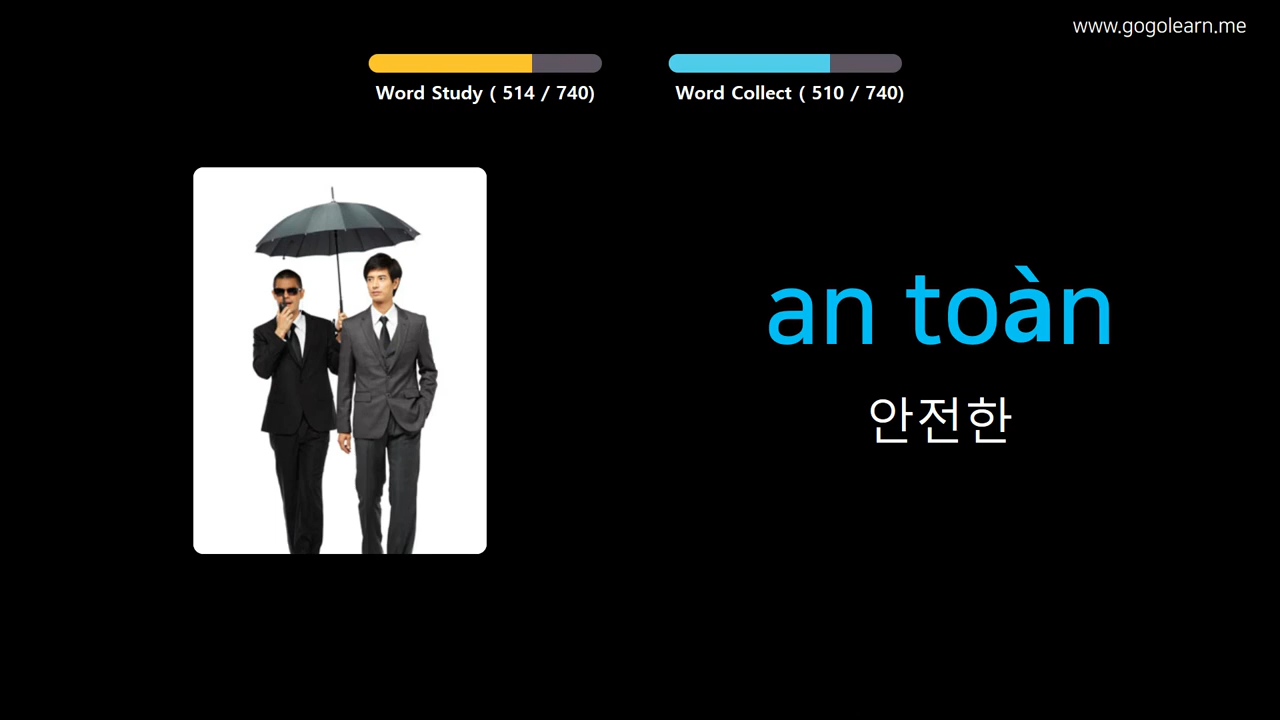 www.gogolearn.me
Word Study ( 514 / 740)
Word Collect ( 510 / 740)
an toàn
안전한